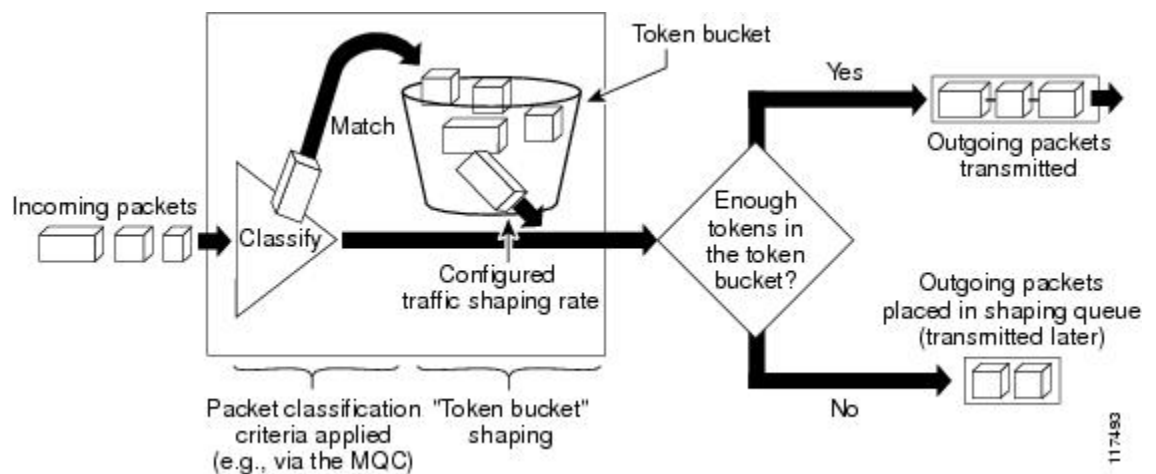 Token bucket
Match
Incoming packets
Classify
Configured
traffic shaping rate
Yes
Outgoing packets
transmitted
Enough
tokens in
the token
bucket?
Outgoing packets
placed in shaping queue
(transmitted later)
No
Packet classification
criteria applied
(e.g., via the MQC)
"Token bucket"
shaping
117493